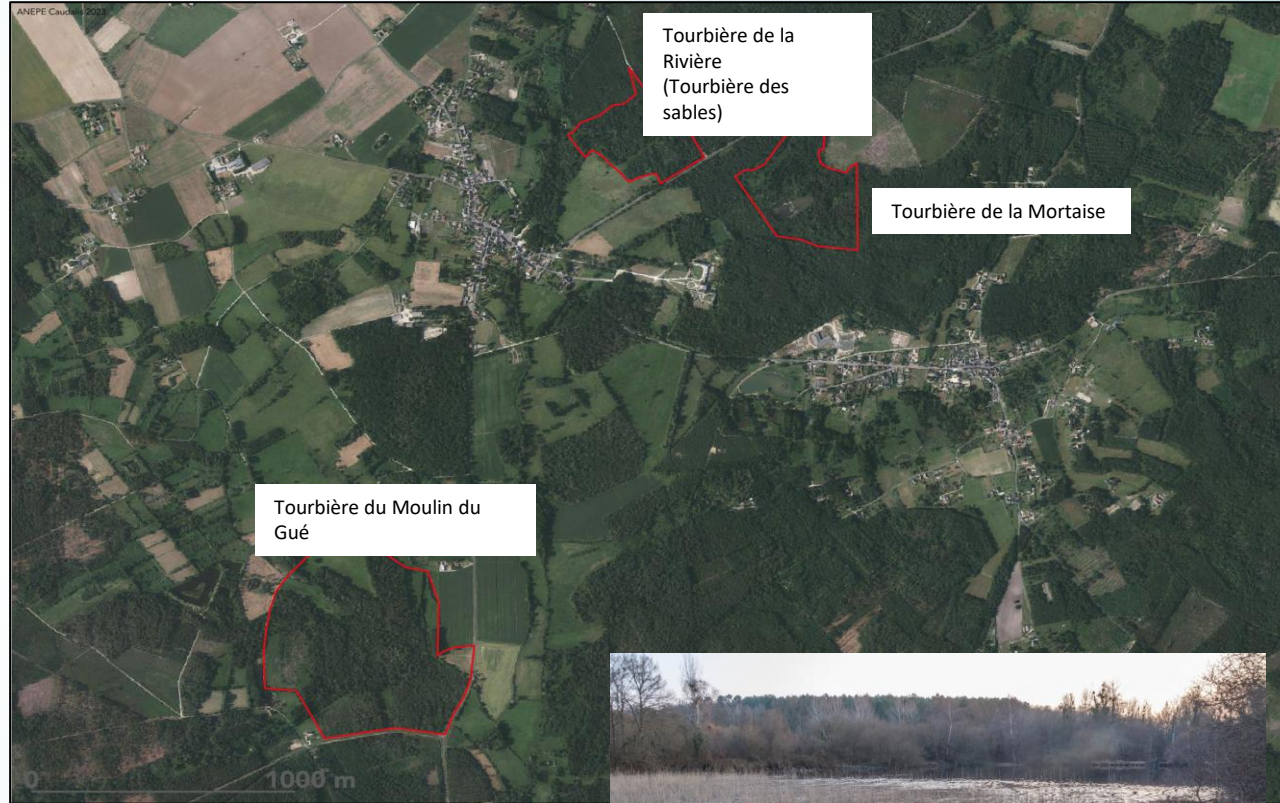 ANEPE Caudalis 2023
Tourbière de la
Rivière
(Tourbière des
sables)
Tourbière de la Mortaise
Tourbière du Moulin du
Gué
0 1000 m